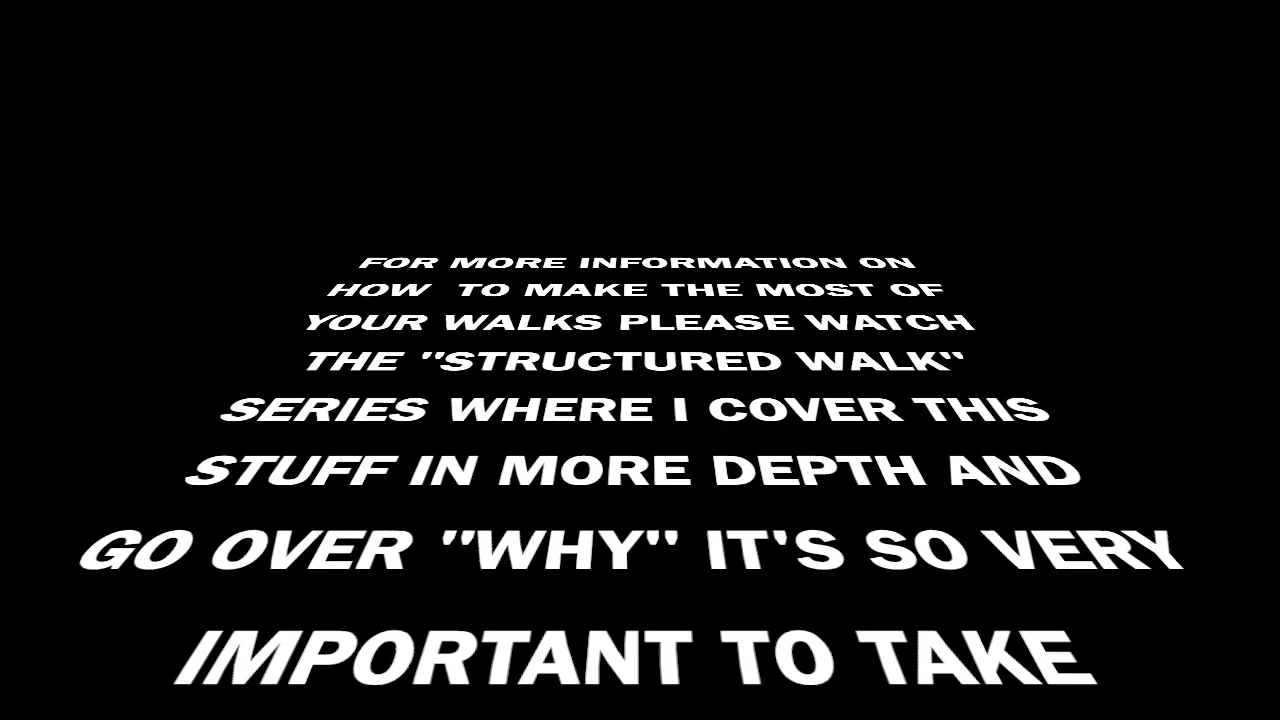 FOR MORE INFORMATION ON
HOW TO MAKE THE MOST OF
YOUR WALKS PLEASE WATCH
THE "STRUCTURED WALK"
SERIES WHERE I COVER THIS
STUFF IN MORE DEPTH AND
GO OVER "WHY" IT'S SO VERY
IMPORTANT TO TAKE